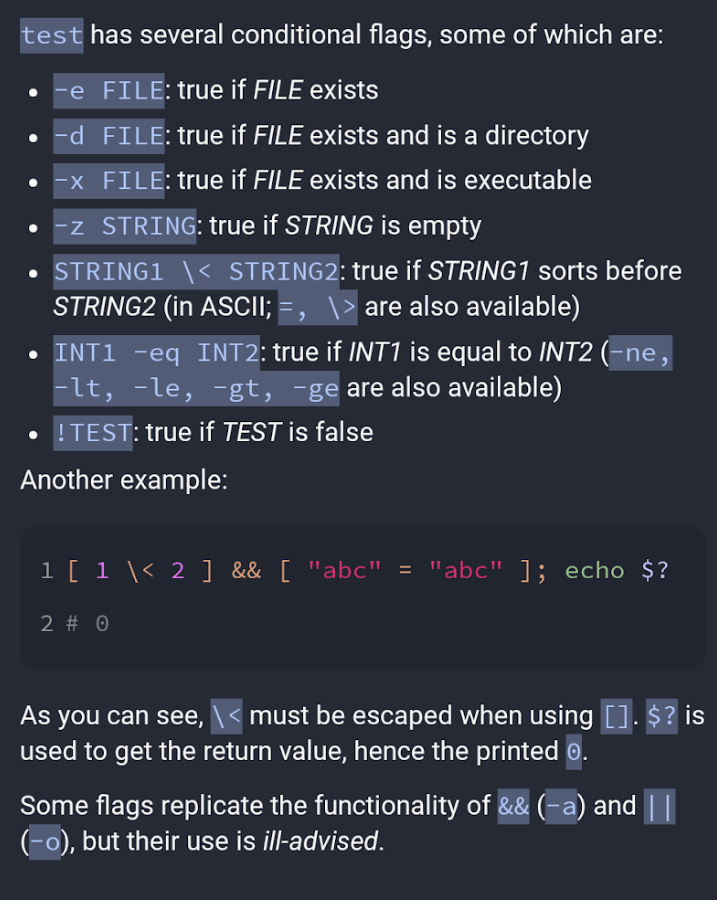 test has several conditional flags, some of which are:
• -e FILE: true if FILE exists
• -d FILE: true if FILE exists and is a directory
• -x FILE: true if FILE exists and is executable
• -z STRING: true if STRING is empty
• STRING1 \< STRING2: true if STRING1 sorts before
STRING2 (in ASCII; =, \> are also available)
• INT1 -eq INT2: true if INT1 is equal to INT2 (-ne,
-lt, -le, -gt, -ge are also available)
• !TEST: true if TEST is false
Another example:
1 [ 1 \< 2 ] && [ "abc" = "abc" ]; echo $?
2 # 0
As you can see, \< must be escaped when using []. $? is
used to get the return value, hence the printed 0.
Some flags replicate the functionality of && (-a) and ||
(-o), but their use is ill-advised.